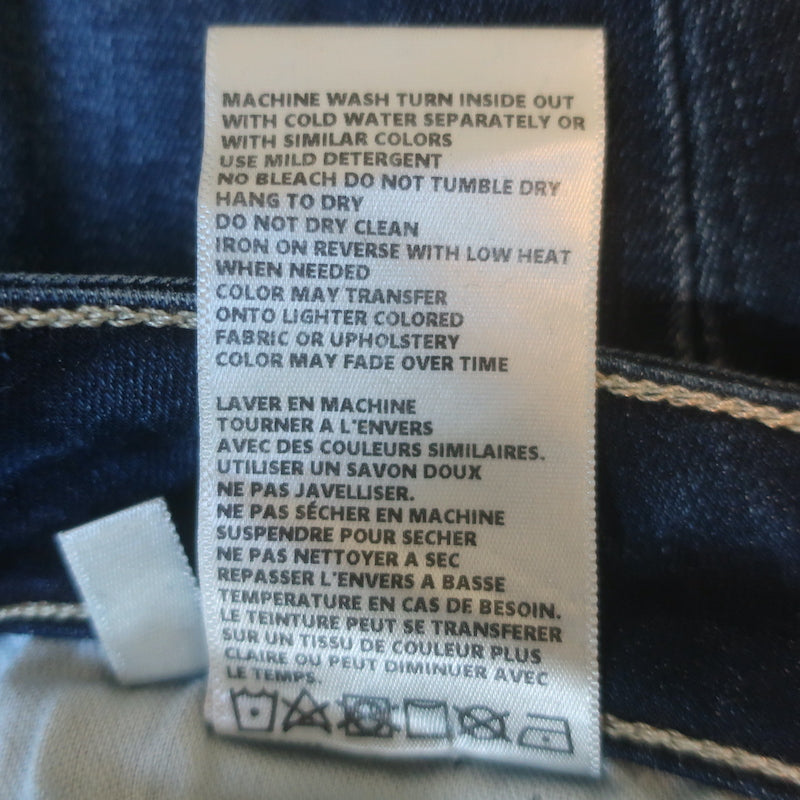 MACHINE WASH TURN INSIDE OUT
WITH COLD WATER SEPARATELY OR
WITH SIMILAR COLORS
USE MILD DETERGENT
NO BLEACH DO NOT TUMBLE DRY
HANG TO DRY
DO NOT DRY CLEAN
IRON ON REVERSE WITH LOW HEAT
WHEN NEEDED
COLOR MAY TRANSFER
ONTO LIGHTER COLORED
FABRIC OR UPHOLSTERY
COLOR MAY FADE OVER TIME
LAVER EN MACHINE
TOURNER A L'ENVERS
AVEC DES COULEURS SIMILAIRES.
UTILISER UN SAVON DOUX
NE PAS JAVELLISER.
NE PAS SÉCHER EN MACHINE
SUSPENDRE POUR SECHER
NE PAS NETTOYER A SEC
REPASSER L'ENVERS A BASSE
TEMPERATURE EN CAS DE BESOIN.
LE TEINTURE PEUT SE TRANSFERER
SUR UN TISSU DE COULEUR PLUS
CLAIRE OU PEUT DIMINUER AVEC
LE TEMPS.